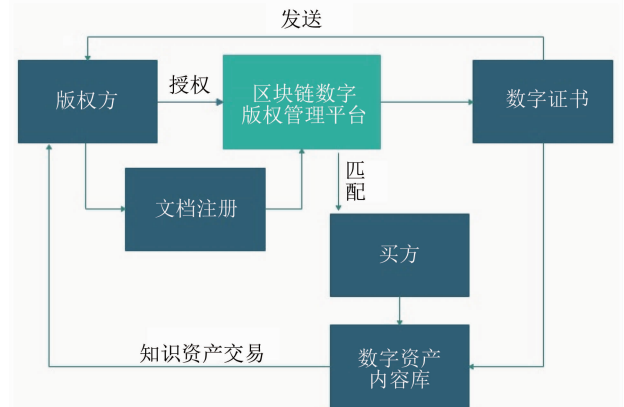 发送
版权方
授权
区块链数字
版权管理平台
数字证书
文档注册
匹
配
买方
知识资产交易
数字资产
内容库